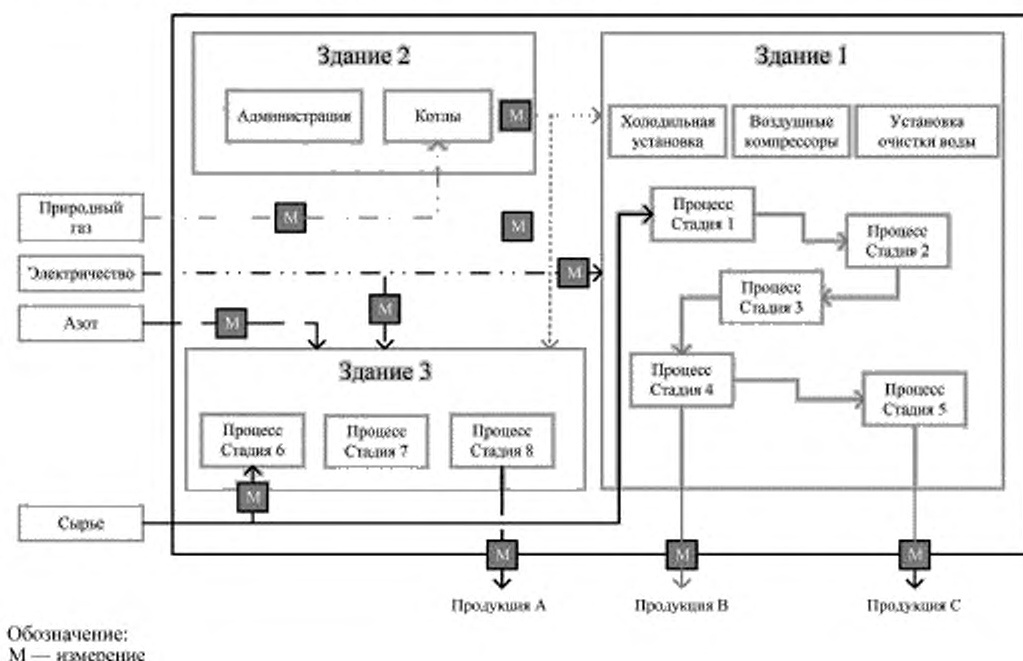 Здание 2
Здание 1
Администрация
Котлы
М
Холодильная
установка
Воздушные
компрессоры
Установка
очистки воды
Природный
газ
М
М
Процесс
Стадия 1
Процесс
Стадия 2
Электричество
М
Процесс
Стадия 3
Азот
М
М
Здание 3
Процесс
Стадия 4
Процесс
Стадия 5
Процесс
Стадия 6
Процесс
Стадия 7
Процесс
Стадия 8
М
Сырье
М
М
М
Продукция А
Продукция В
Продукция С
Обозначение:
М — измерение